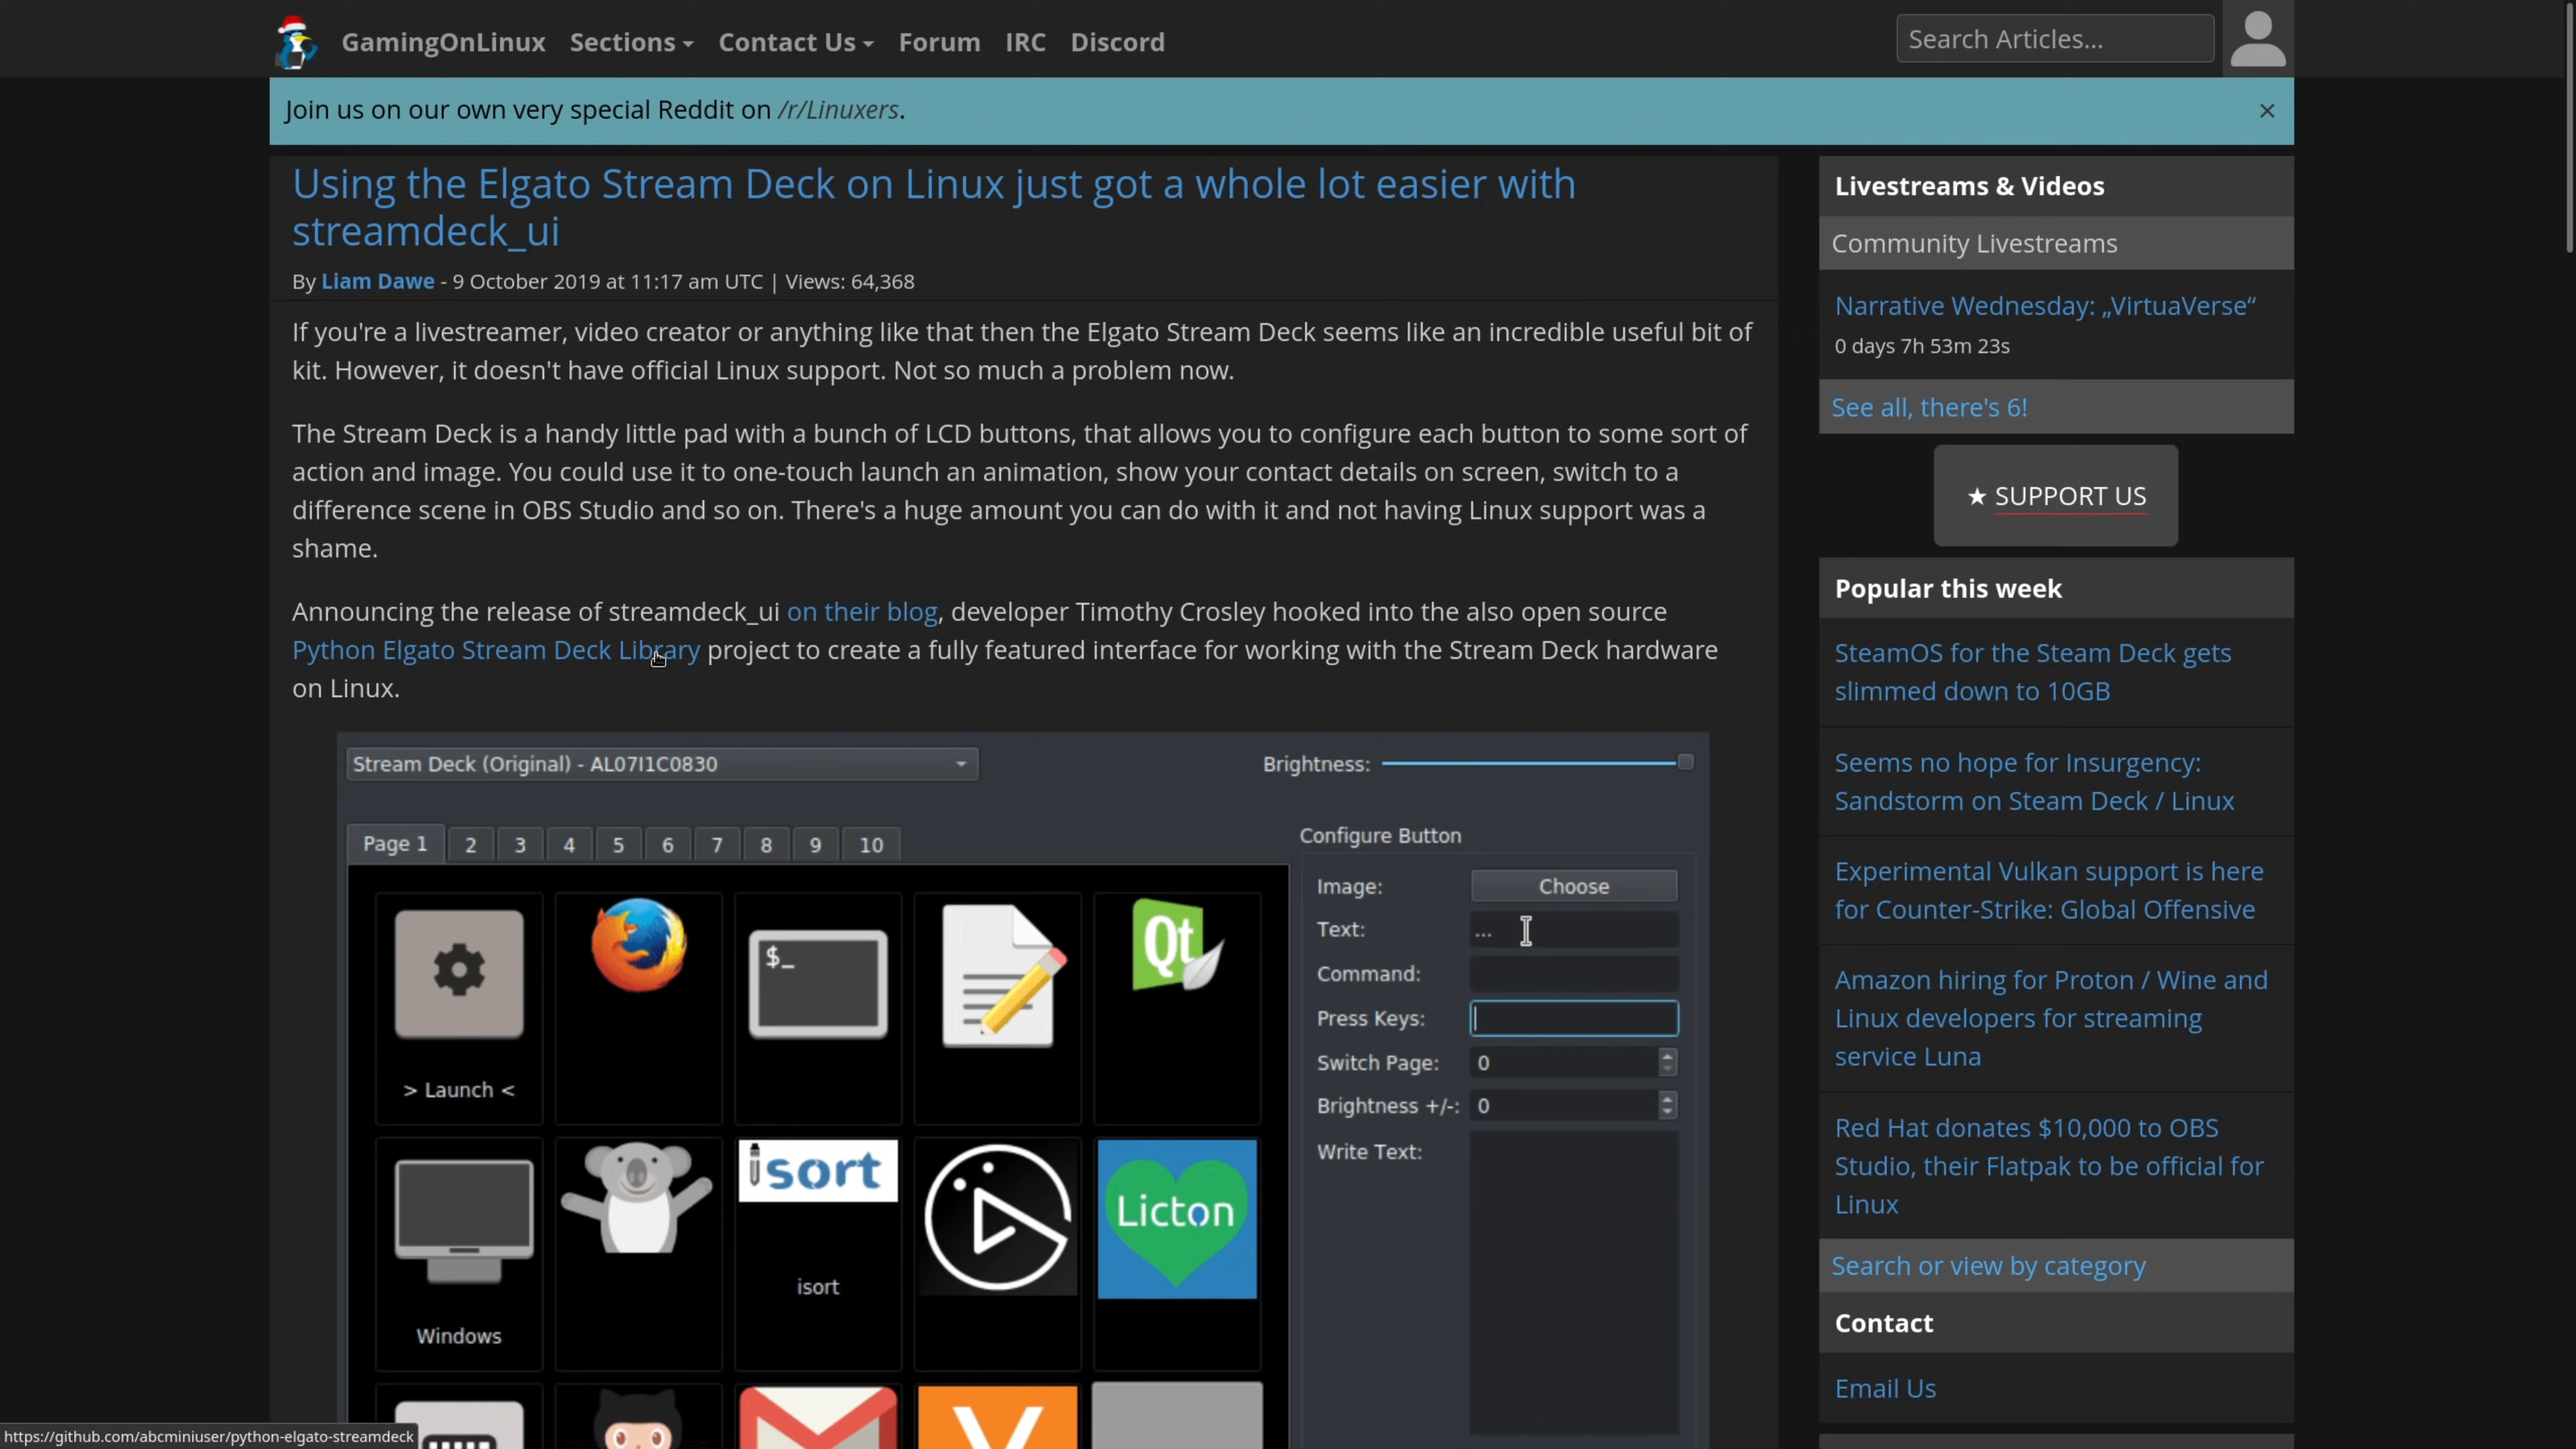 GamingOnLinux Sections Contact Us Forum IRC Discord
Search Articles...
Join us on our own very special Reddit on /r/Linuxers.
×
Using the Elgato Stream Deck on Linux just got a whole lot easier with
streamdeck_ui
By Liam Dawe - 9 October 2019 at 11:17 am UTC | Views: 64,368
If you're a livestreamer, video creator or anything like that then the Elgato Stream Deck seems like an incredible useful bit of
kit. However, it doesn't have official Linux support. Not so much a problem now.
The Stream Deck is a handy little pad with a bunch of LCD buttons, that allows you to configure each button to some sort of
action and image. You could use it to one-touch launch an animation, show your contact details on screen, switch to a
difference scene in OBS Studio and so on. There's a huge amount you can do with it and not having Linux support was a
shame.
Announcing the release of streamdeck_ui on their blog, developer Timothy Crosley hooked into the also open source
Python Elgato Stream Deck Library project to create a fully featured interface for working with the Stream Deck hardware
on Linux.
Stream Deck (Original) - AL07I1C0830
Brightness:
Page 1 2 3 4 5 6 7 8 9 10
Configure Button
Image: Choose
Text: ...
Command:
Press Keys:
Switch Page: 0
Brightness +/-: 0
Write Text:
$_
Qt
> Launch <
isort
Licton
isort
Windows
Livestreams & Videos
Community Livestreams
Narrative Wednesday: „VirtuaVerse“
0 days 7h 53m 23s
See all, there's 6!
★ SUPPORT US
Popular this week
SteamOS for the Steam Deck gets
slimmed down to 10GB
Seems no hope for Insurgency:
Sandstorm on Steam Deck / Linux
Experimental Vulkan support is here
for Counter-Strike: Global Offensive
Amazon hiring for Proton / Wine and
Linux developers for streaming
service Luna
Red Hat donates $10,000 to OBS
Studio, their Flatpak to be official for
Linux
Search or view by category
Contact
Email Us
https://github.com/abcminiuser/python-elgato-streamdeck